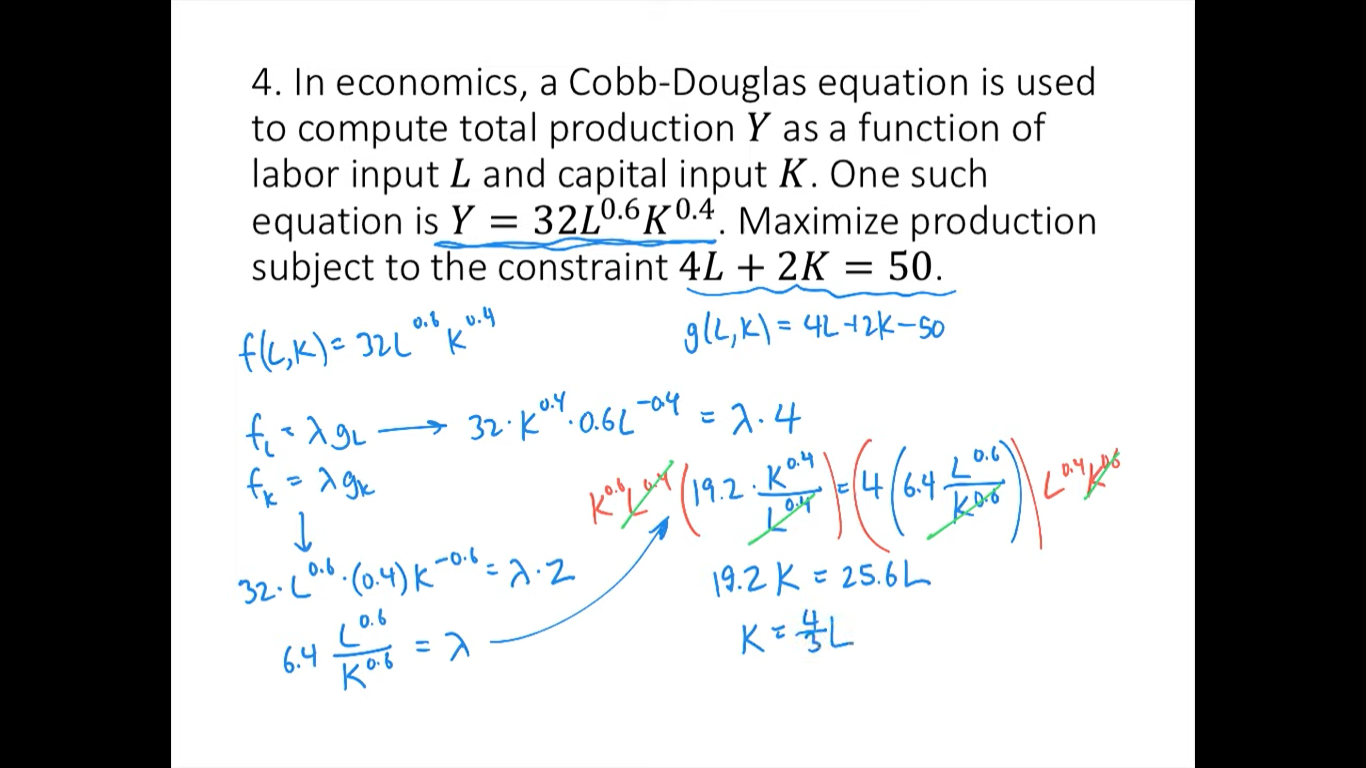 4. In economics, a Cobb-Douglas equation is used
to compute total production Y as a function of
labor input L and capital input K. One such
equation is Y = 32L^0.6 K^0.4. Maximize production
subject to the constraint 4L + 2K = 50.
f(L,K) = 32L^0.6 K^0.4
g(L,K) = 4L+2K-50
f_L = λg_L → 32·K^0.4·0.6L^-0.4 = λ·4
f_K = λg_K
K^0.6 L^0.4 (19.2 · K^0.4/L^0.4) = (4(6.4 L^0.6/K^0.6)) L^0.4 K^0.6
↓
32·L^0.6·(0.4)K^-0.6 = λ·2
19.2K = 25.6L
6.4 L^0.6/K^0.6 = λ
K = 4/3 L